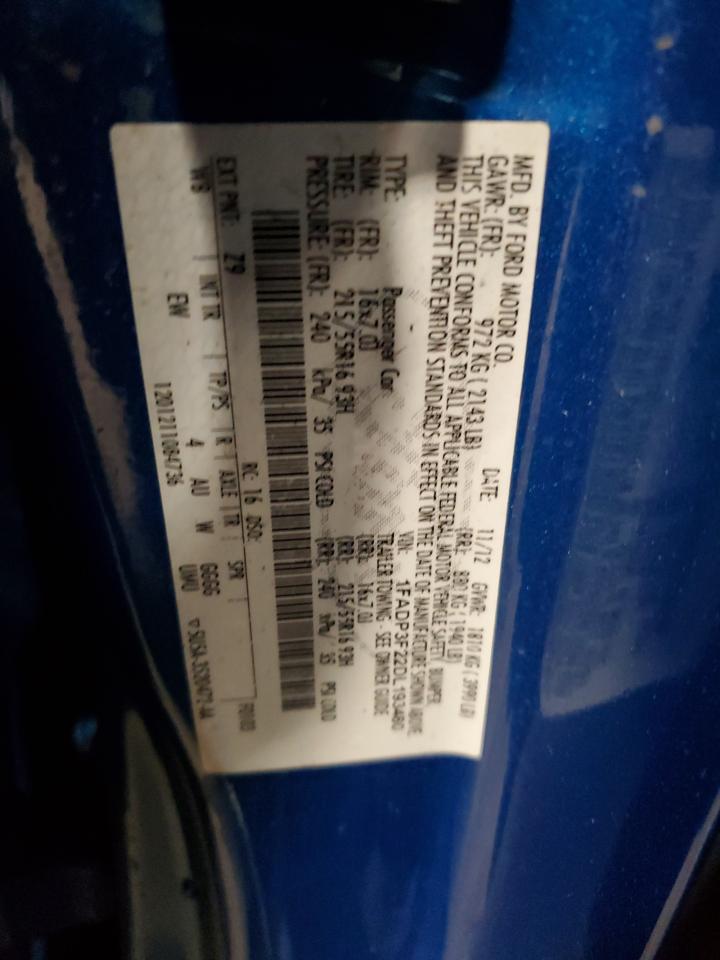 MFD. BY FORD MOTOR CO.
DATE: 11/12 GVWR: 1810 KG ( 3990 LB)
GAWR: (FR): 972 KG ( 2143 LB) (RR): 880 KG ( 1940 LB)
THIS VEHICLE CONFORMS TO ALL APPLICABLE FEDERAL MOTOR VEHICLE SAFETY BUMPER
AND THEFT PREVENTION STANDARDS IN EFFECT ON THE DATE OF MANUFACTURE SHOWN ABOVE.
VIN: 1FADP3F22DL193480
TYPE: Passenger Car TRAILER TOWING - SEE OWNER GUIDE
RIM: (FR): 16x7.0J (RR): 16x7.0J
TIRE: (FR): 215/55R16 93H (RR): 215/55R16 93H
PRESSURE: (FR): 240 kPa/ 35 PSI COLD (RR): 240 kPa/ 35 PSI COLD
EXT PNT: Z9 RC: 16 DSO:
WB INT TR TP/PS R AXLE TR SPR
EW 4 AU W GGGG
UMO